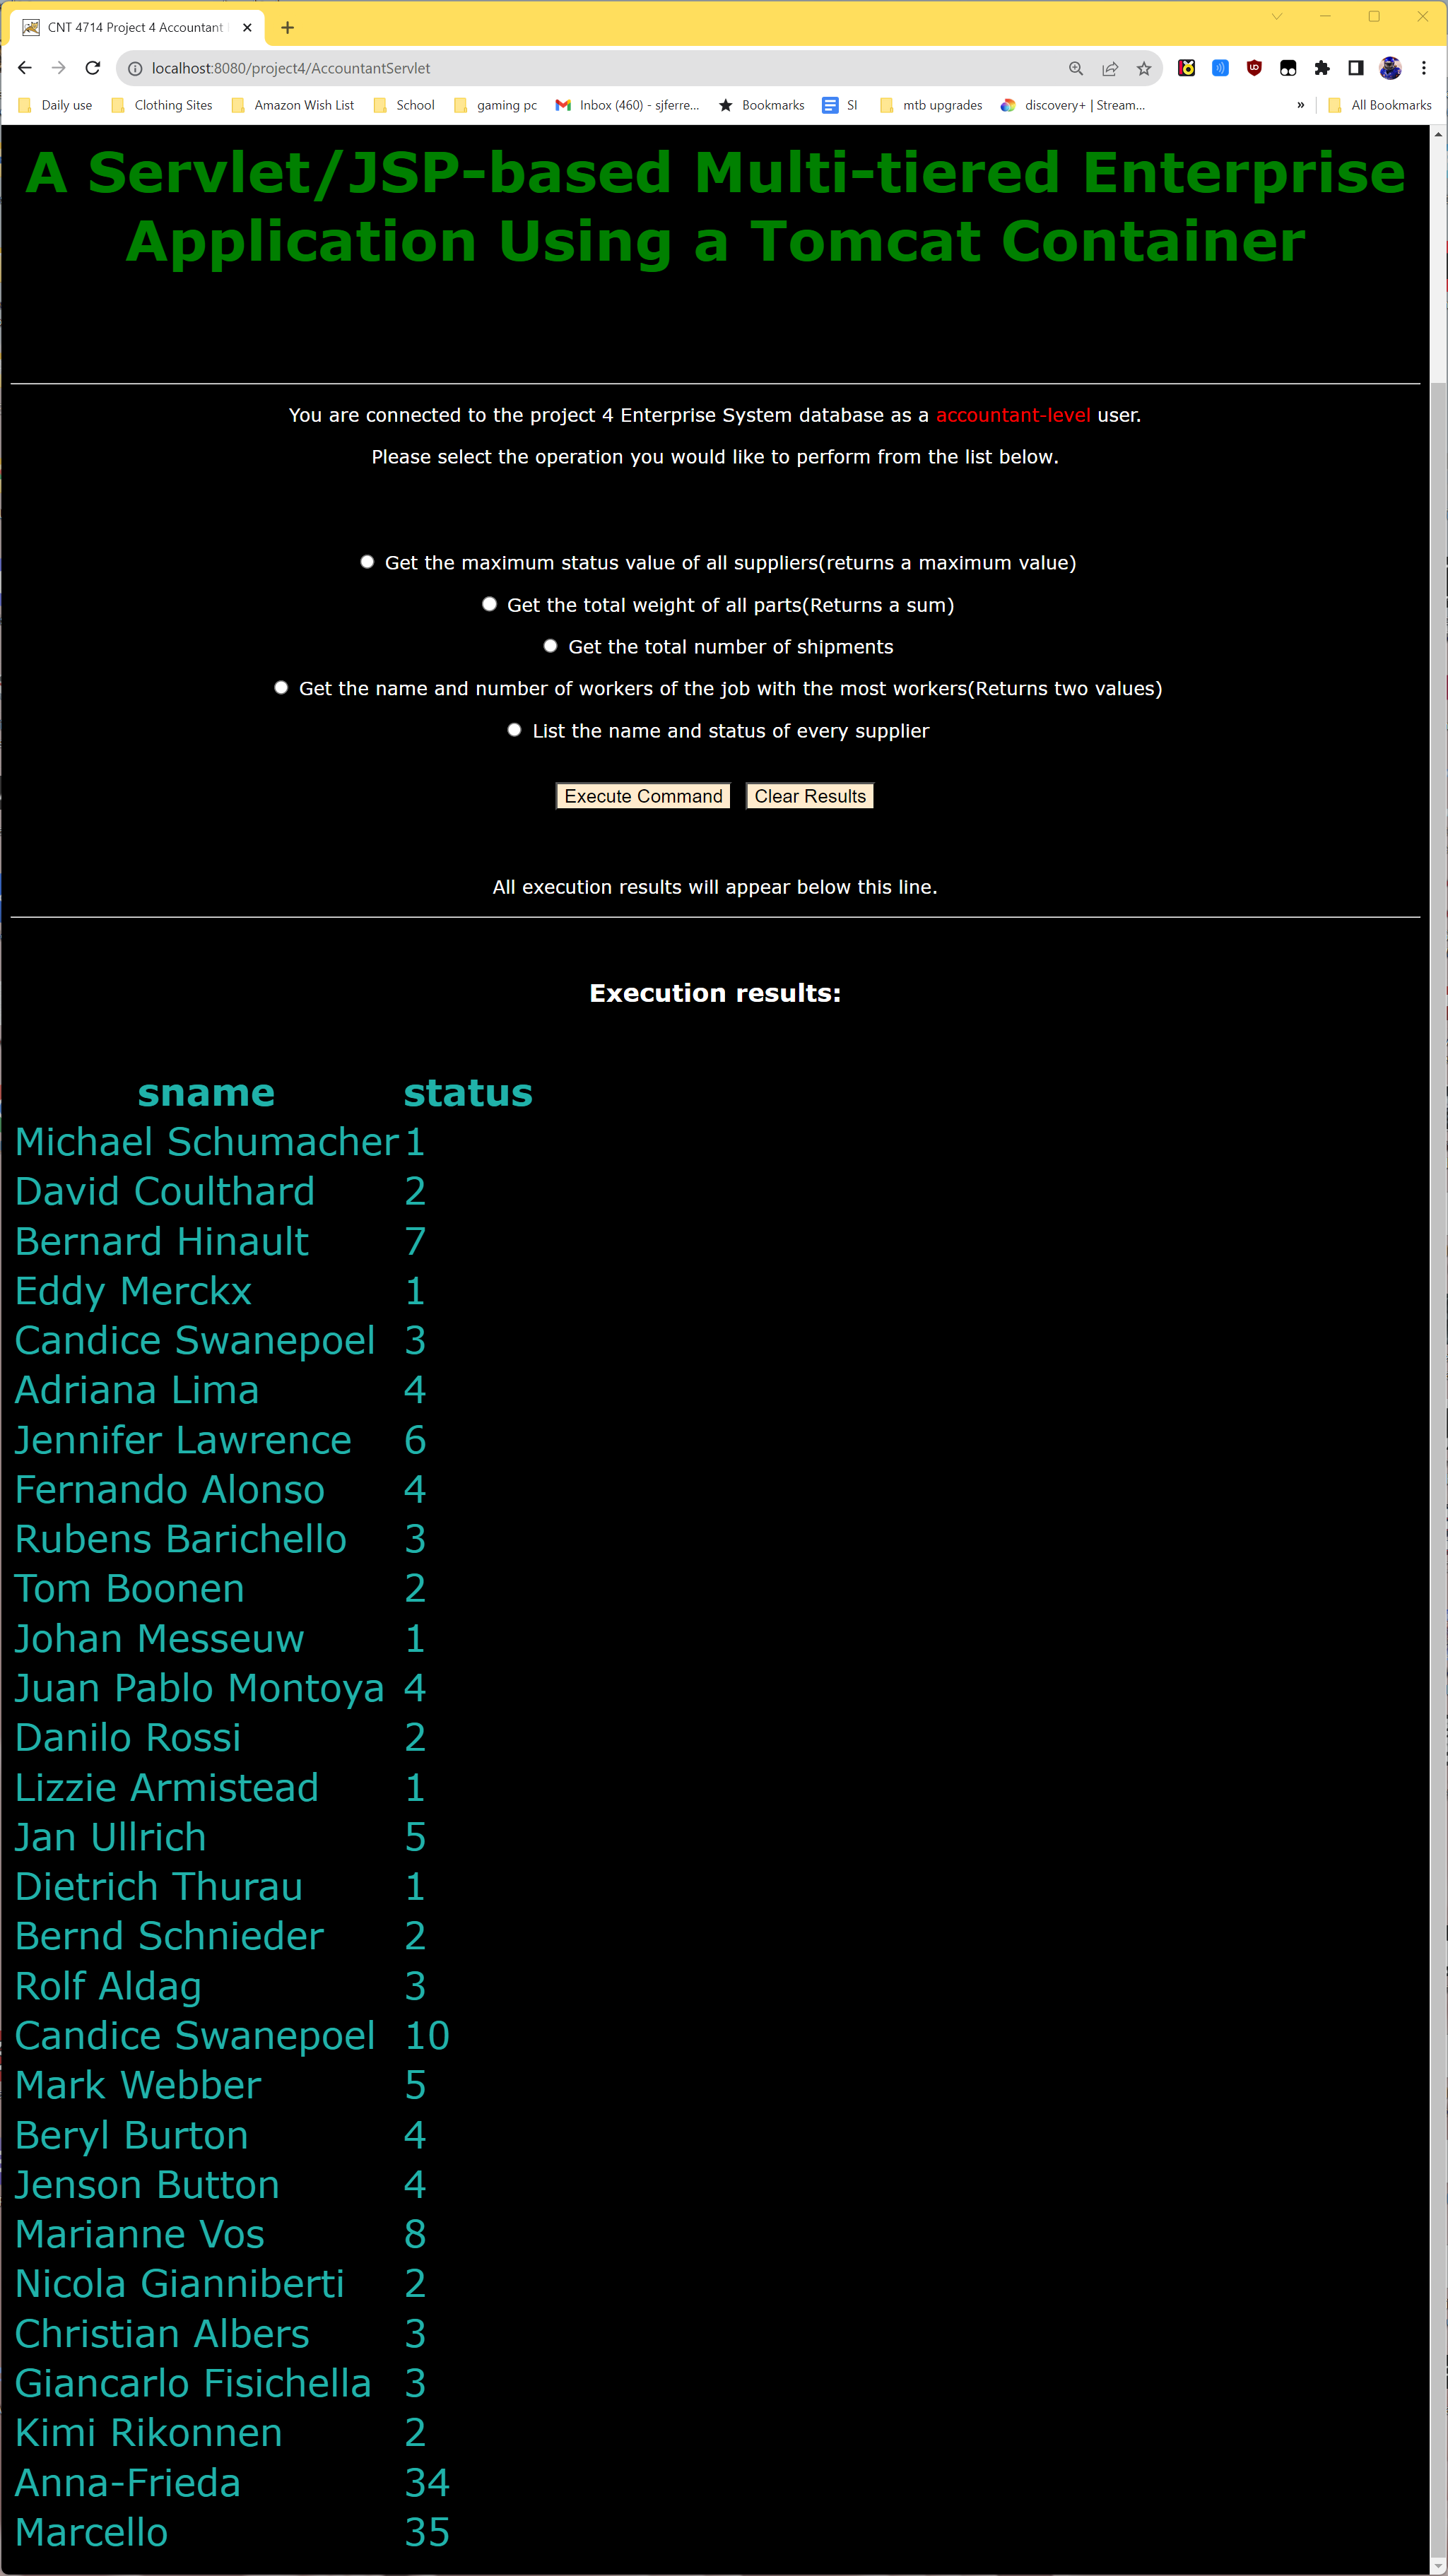 CNT 4714 Project 4 Accountant
localhost:8080/project4/AccountantServlet
Daily use Clothing Sites Amazon Wish List School gaming pc Inbox (460) - sjferre... Bookmarks SI mtb upgrades discovery+ | Stream... » All Bookmarks
A Servlet/JSP-based Multi-tiered Enterprise
Application Using a Tomcat Container
You are connected to the project 4 Enterprise System database as a accountant-level user.
Please select the operation you would like to perform from the list below.
Get the maximum status value of all suppliers(returns a maximum value)
Get the total weight of all parts(Returns a sum)
Get the total number of shipments
Get the name and number of workers of the job with the most workers(Returns two values)
List the name and status of every supplier
Execute Command Clear Results
All execution results will appear below this line.
Execution results:
sname status
Michael Schumacher 1
David Coulthard 2
Bernard Hinault 7
Eddy Merckx 1
Candice Swanepoel 3
Adriana Lima 4
Jennifer Lawrence 6
Fernando Alonso 4
Rubens Barichello 3
Tom Boonen 2
Johan Messeuw 1
Juan Pablo Montoya 4
Danilo Rossi 2
Lizzie Armistead 1
Jan Ullrich 5
Dietrich Thurau 1
Bernd Schnieder 2
Rolf Aldag 3
Candice Swanepoel 10
Mark Webber 5
Beryl Burton 4
Jenson Button 4
Marianne Vos 8
Nicola Gianniberti 2
Christian Albers 3
Giancarlo Fisichella 3
Kimi Rikonnen 2
Anna-Frieda 34
Marcello 35